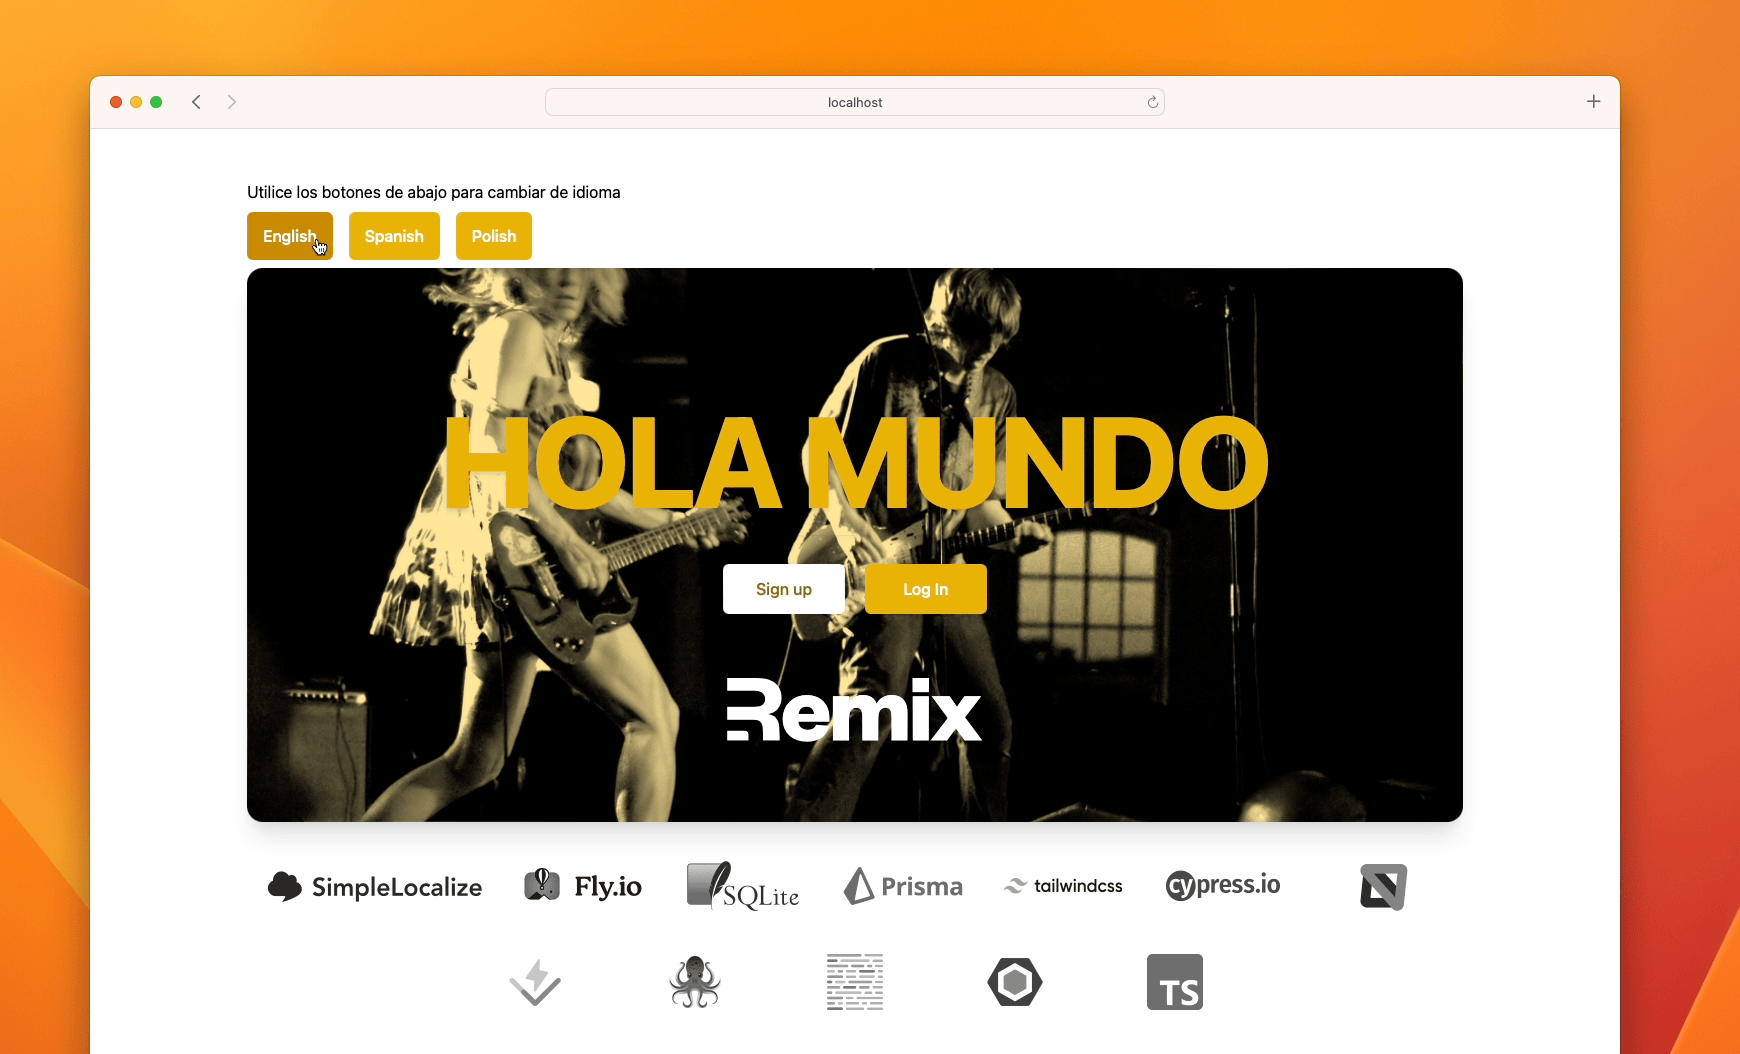 localhost
Utilice los botones de abajo para cambiar de idioma
English Spanish Polish
HOLA MUNDO
Sign up Log In
Remix
SimpleLocalize Fly.io SQLite Prisma tailwindcss cypress.io
TS